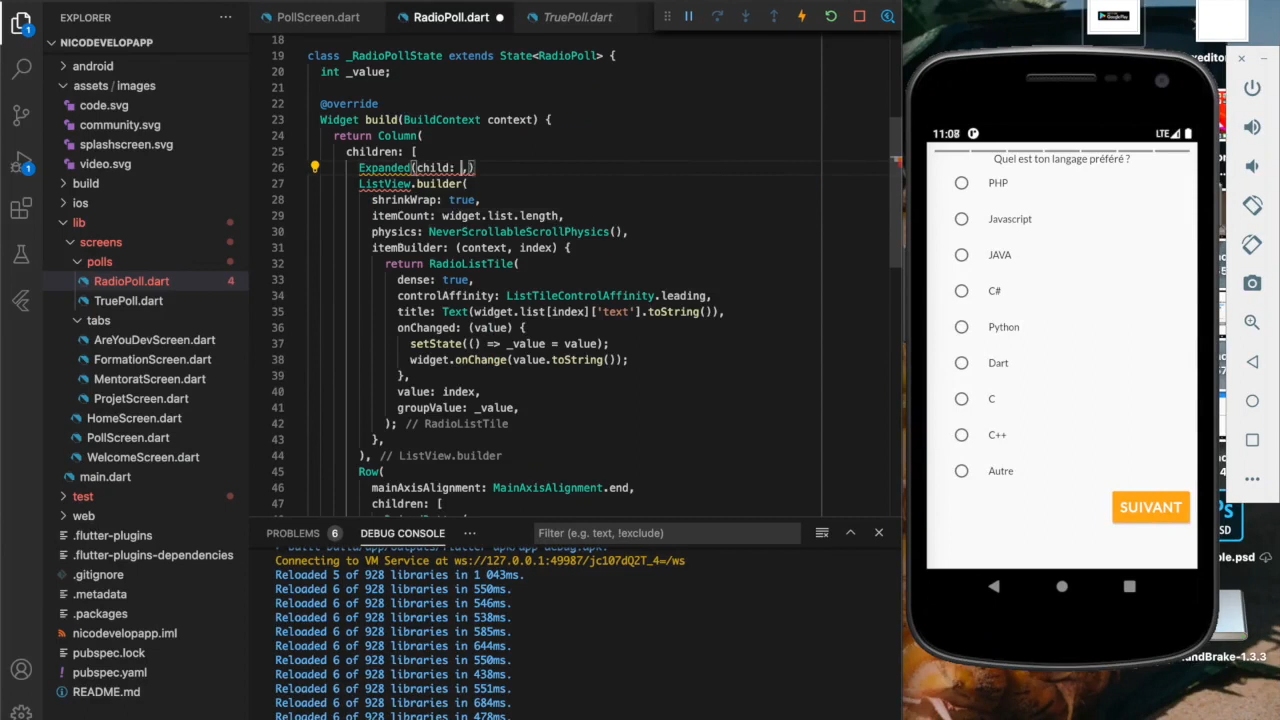 EXPLORER
NICODEVELOPAPP
android
assets / images
code.svg
community.svg
splashscreen.svg
video.svg
build
ios
lib
screens
polls
RadioPoll.dart 4
TruePoll.dart
tabs
AreYouDevScreen.dart
FormationScreen.dart
MentoratScreen.dart
ProjetScreen.dart
HomeScreen.dart
PollScreen.dart
WelcomeScreen.dart
main.dart
test
web
.flutter-plugins
.flutter-plugins-dependencies
.gitignore
.metadata
.packages
nicodevelopapp.iml
pubspec.lock
pubspec.yaml
README.md
1
1
PollScreen.dart
dioPoll.dart
TruePoll.dart
18
19 class _RadioPollState extends State<RadioPoll> {
20 int _value;
21
22 @override
23 Widget build(BuildContext context) {
24 return Column(
25 children: [
26 Expanded(child: ,)
27 ListView.builder(
28 shrinkWrap: true,
29 itemCount: widget.list.length,
30 physics: NeverScrollableScrollPhysics(),
31 itemBuilder: (context, index) {
32 return RadioListTile(
33 dense: true,
34 controlAffinity: ListTileControlAffinity.leading,
35 title: Text(widget.list[index]['text'].toString()),
36 onChanged: (value) {
37 setState(() => _value = value);
38 widget.onChange(value.toString());
39 },
40 value: index,
41 groupValue: _value,
42 ); // RadioListTile
43 },
44 ), // ListView.builder
45 Row(
46 mainAxisAlignment: MainAxisAlignment.end,
47 children: [
PROBLEMS 6 DEBUG CONSOLE
Filter (e.g. text, !exclude)
Connecting to VM Service at ws://127.0.0.1:49987/jc107dQ2T_4=/ws
Reloaded 5 of 928 libraries in 1 043ms.
Reloaded 6 of 928 libraries in 550ms.
Reloaded 6 of 928 libraries in 546ms.
Reloaded 6 of 928 libraries in 538ms.
Reloaded 6 of 928 libraries in 585ms.
Reloaded 6 of 928 libraries in 644ms.
Reloaded 6 of 928 libraries in 550ms.
Reloaded 6 of 928 libraries in 438ms.
Reloaded 6 of 928 libraries in 551ms.
Reloaded 6 of 928 libraries in 684ms.
Reloaded 6 of 928 libraries in 478ms.
11:08 LTE
Quel est ton langage préféré ?
PHP
Javascript
JAVA
C#
Python
Dart
C
C++
Autre
SUIVANT
Google Play
xeditor
ple.psd
andBrake-1.3.3